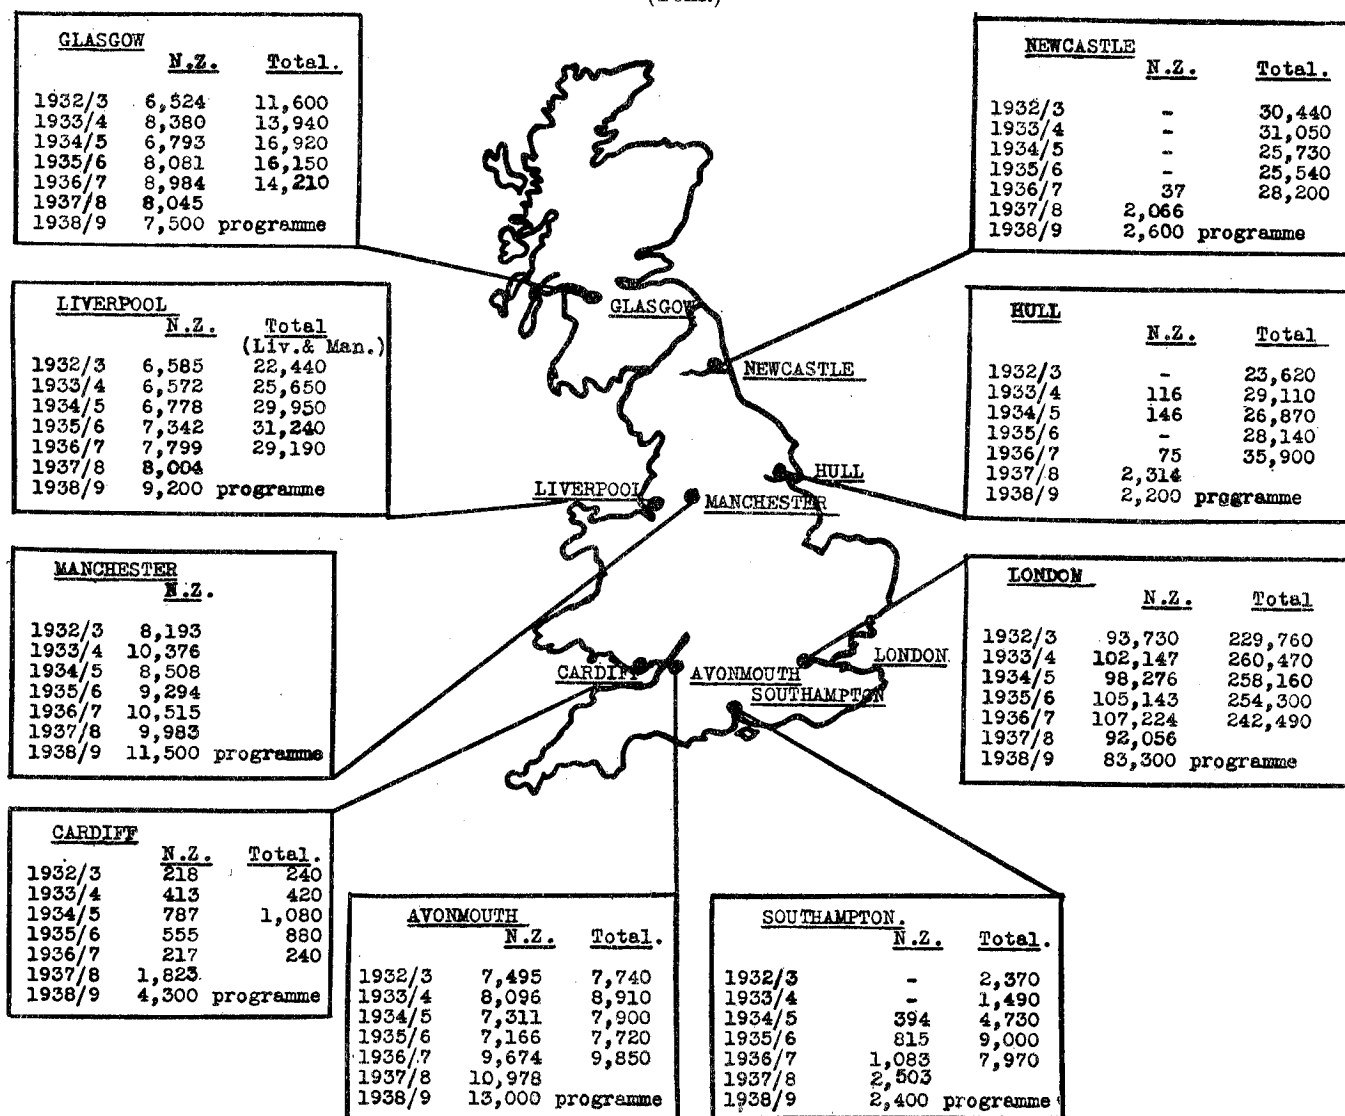 (Tons.)
GLASGOW
N.Z. Total.
1932/3 6,524 11,600
1933/4 8,380 13,940
1934/5 6,793 16,920
1935/6 8,081 16,150
1936/7 8,984 14,210
1937/8 8,045
1938/9 7,500 programme
NEWCASTLE
N.Z. Total.
1932/3 - 30,440
1933/4 - 31,050
1934/5 - 25,730
1935/6 - 25,540
1936/7 37 28,200
1937/8 2,066
1938/9 2,600 programme
LIVERPOOL
N.Z. Total
(Liv.& Man.)
1932/3 6,585 22,440
1933/4 6,572 25,650
1934/5 6,778 29,950
1935/6 7,342 31,240
1936/7 7,799 29,190
1937/8 8,004
1938/9 9,200 programme
HULL
N.Z. Total
1932/3 - 23,620
1933/4 116 29,110
1934/5 146 26,870
1935/6 - 28,140
1936/7 75 35,900
1937/8 2,314
1938/9 2,200 programme
GLASGOW
NEWCASTLE
HULL
LIVERPOOL
MANCHESTER
CARDIFF
AVONMOUTH
LONDON
SOUTHAMPTON
MANCHESTER
N.Z.
1932/3 8,193
1933/4 10,376
1934/5 8,508
1935/6 9,294
1936/7 10,515
1937/8 9,983
1938/9 11,500 programme
LONDON
N.Z. Total
1932/3 93,730 229,760
1933/4 102,147 260,470
1934/5 98,276 258,160
1935/6 105,143 254,300
1936/7 107,224 242,490
1937/8 92,056
1938/9 83,300 programme
CARDIFF
N.Z. Total.
1932/3 218 240
1933/4 413 420
1934/5 787 1,080
1935/6 555 880
1936/7 217 240
1937/8 1,823
1938/9 4,300 programme
AVONMOUTH
N.Z. Total.
1932/3 7,495 7,740
1933/4 8,096 8,910
1934/5 7,311 7,900
1935/6 7,166 7,720
1936/7 9,674 9,850
1937/8 10,978
1938/9 13,000 programme
SOUTHAMPTON.
N.Z. Total.
1932/3 - 2,370
1933/4 - 1,490
1934/5 394 4,730
1935/6 815 9,000
1936/7 1,083 7,970
1937/8 2,503
1938/9 2,400 programme